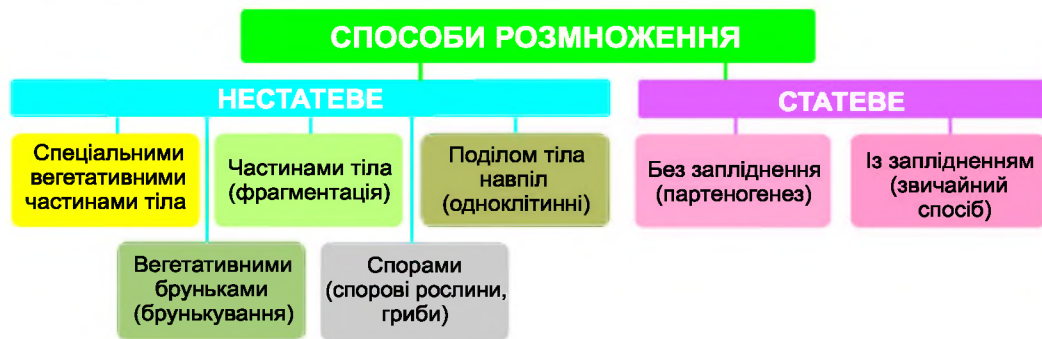 СПОСОБИ РОЗМНОЖЕННЯ
НЕСТАТЕВЕ
СТАТЕВЕ
Спеціальними
вегетативними
частинами тіла
Частинами тіла
(фрагментація)
Поділом тіла
навпіл
(одноклітинні)
Без запліднення
(партеногенез)
Із заплідненням
(звичайний
спосіб)
Вегетативними
бруньками
(брунькування)
Спорами
(спорові рослини,
гриби)